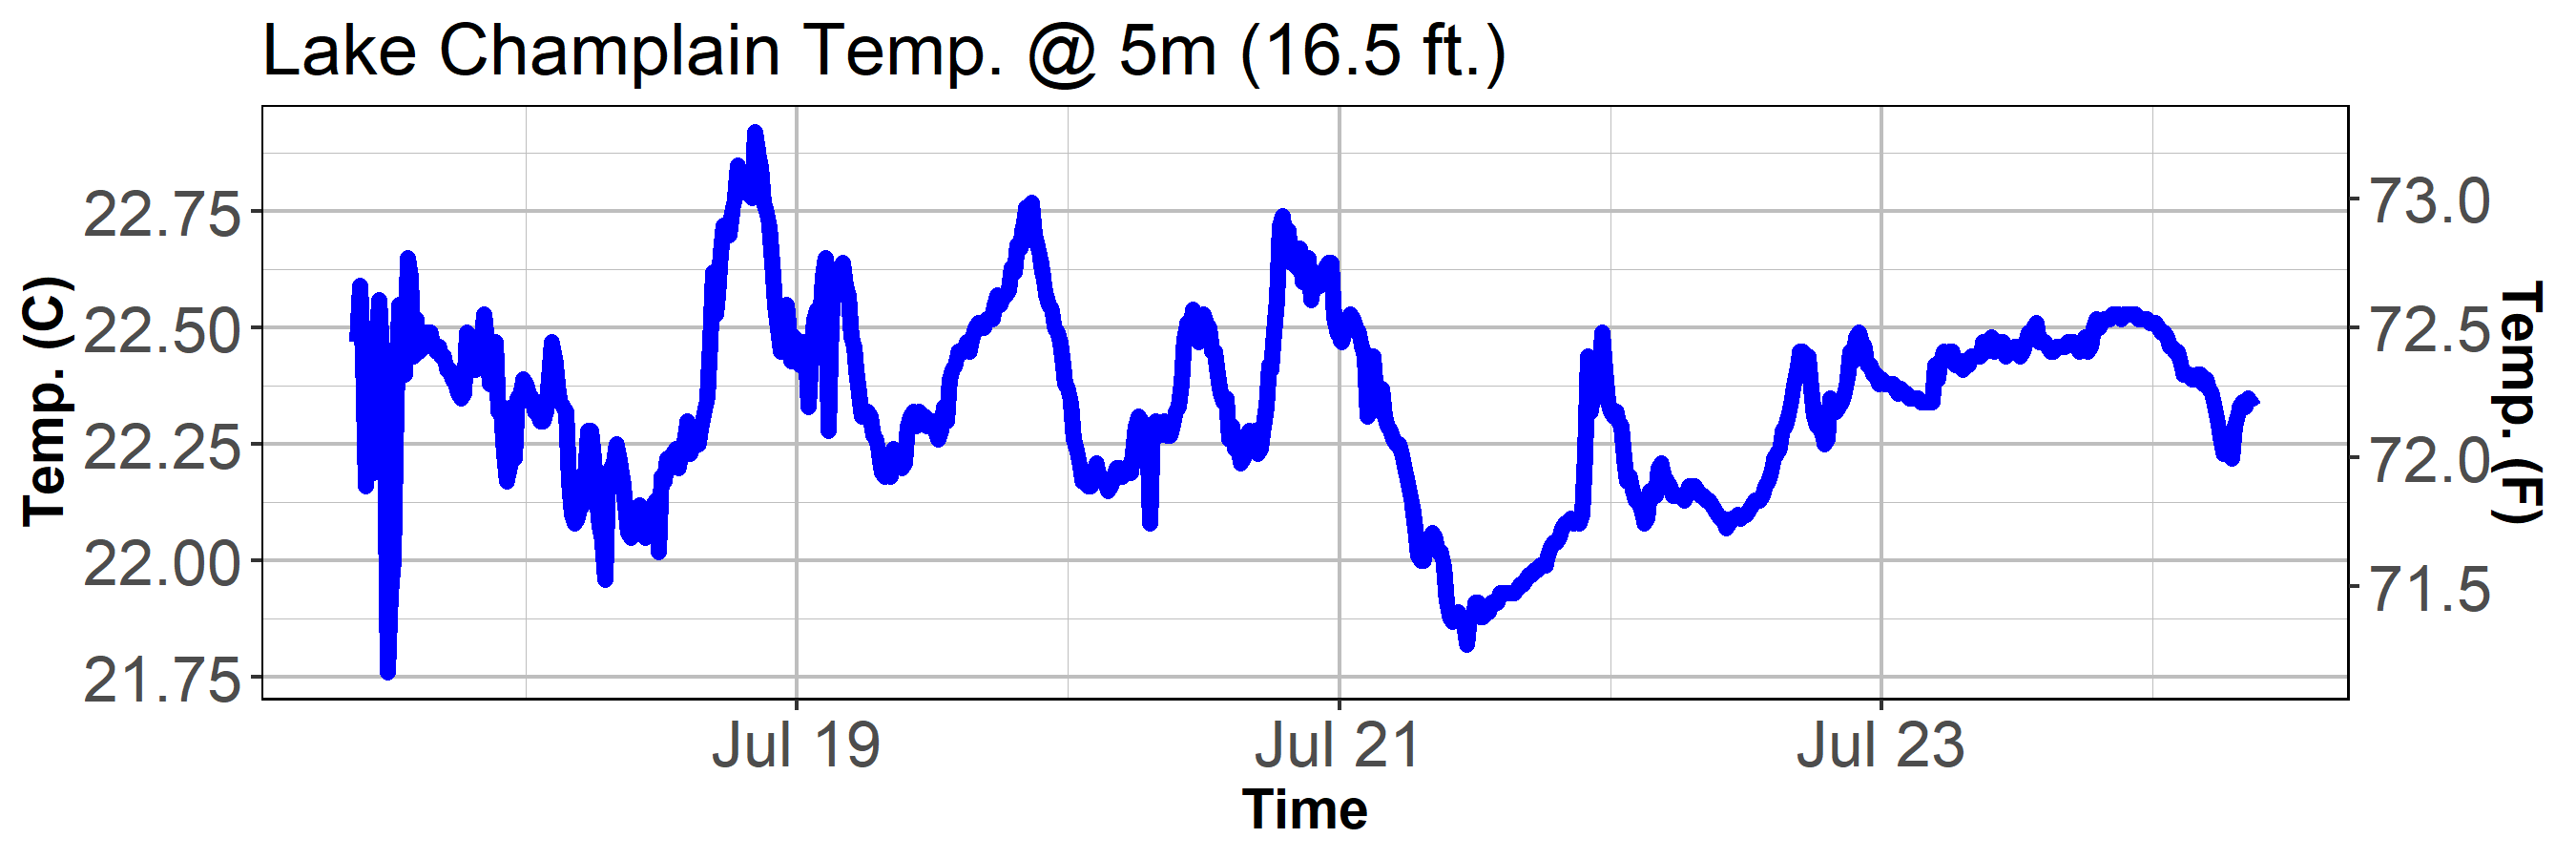 Lake Champlain Temp. @ 5m (16.5 ft.)
Temp. (C)
22.75
22.50
22.25
22.00
21.75
73.0
72.5
72.0
71.5
Temp. (F)
Jul 19
Jul 21
Jul 23
Time